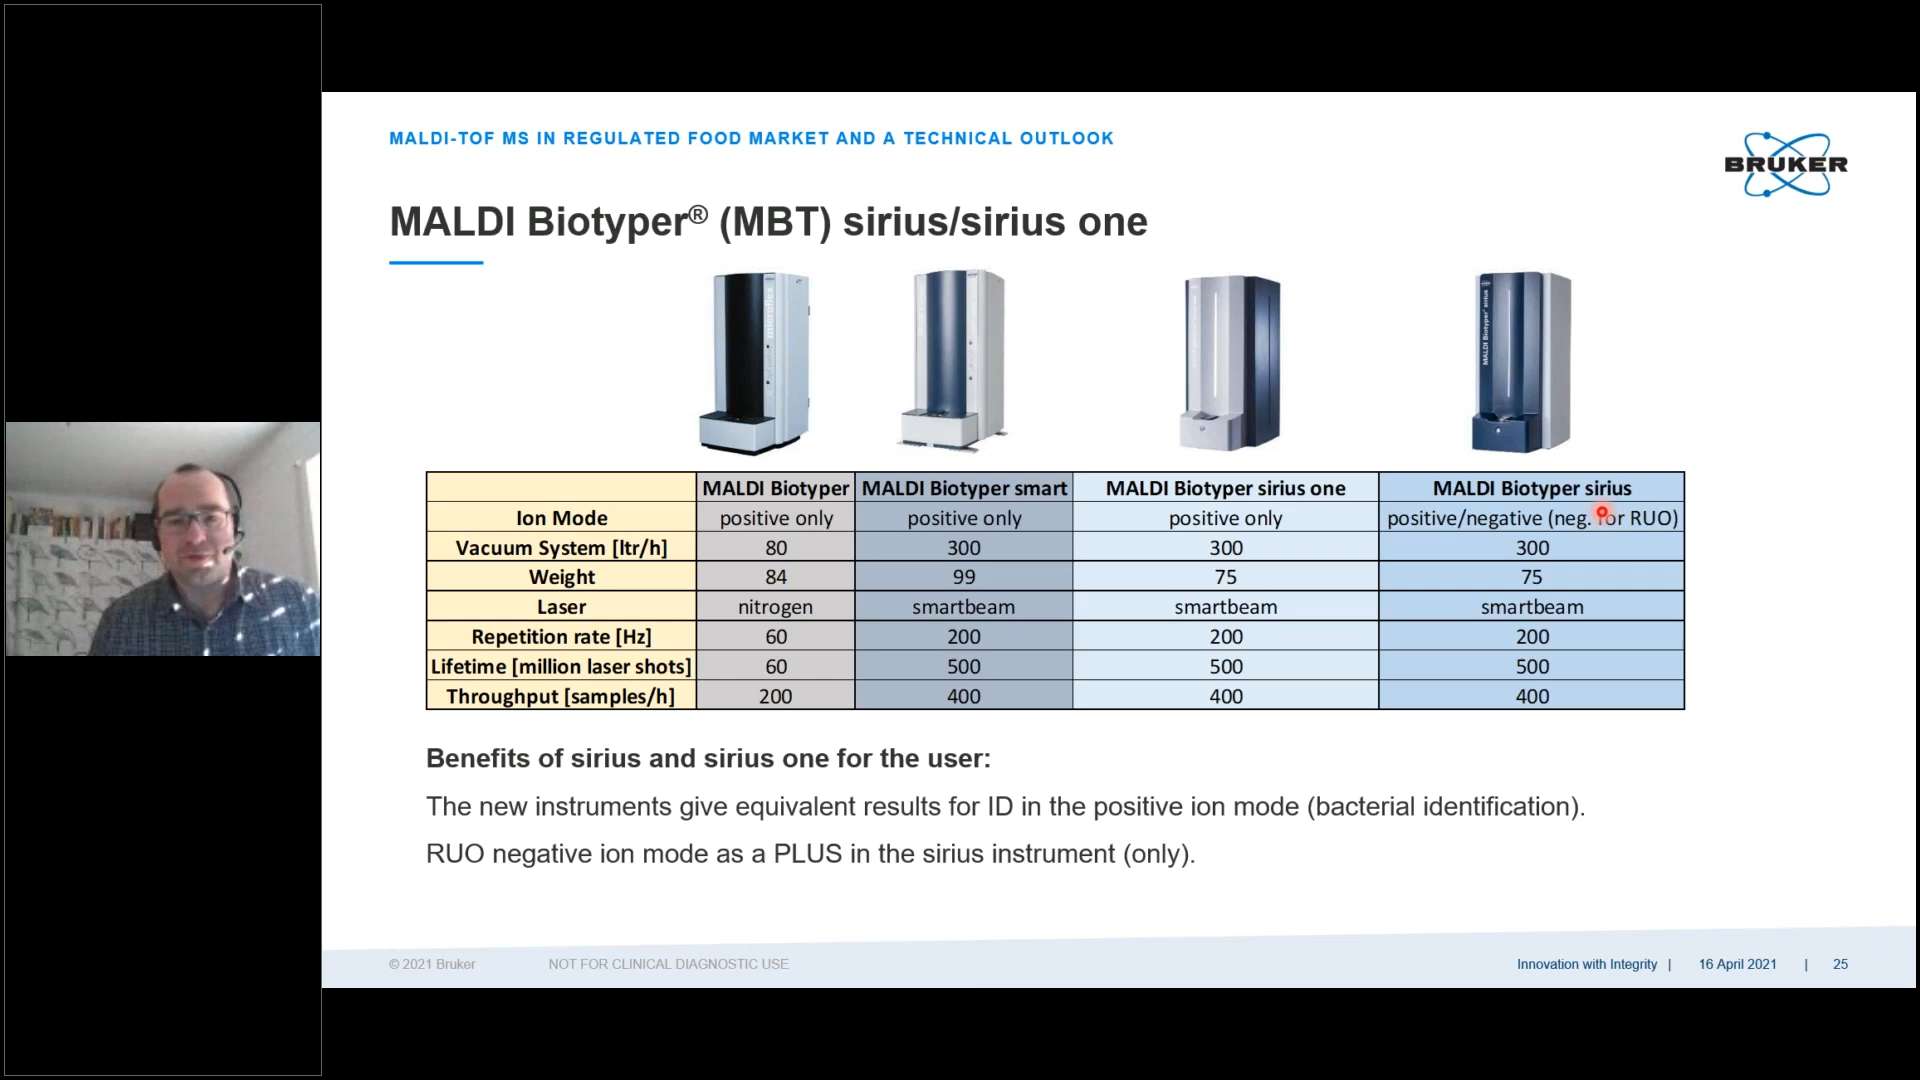 MALDI-TOF MS IN REGULATED FOOD MARKET AND A TECHNICAL OUTLOOK
BRUKER
MALDI Biotyper® (MBT) sirius/sirius one
microflex
MALDI Biotyper® sirius
MALDI Biotyper MALDI Biotyper smart MALDI Biotyper sirius one MALDI Biotyper sirius
Ion Mode positive only positive only positive only positive/negative (neg. for RUO)
Vacuum System [ltr/h] 80 300 300 300
Weight 84 99 75 75
Laser nitrogen smartbeam smartbeam smartbeam
Repetition rate [Hz] 60 200 200 200
Lifetime [million laser shots] 60 500 500 500
Throughput [samples/h] 200 400 400 400
Benefits of sirius and sirius one for the user:
The new instruments give equivalent results for ID in the positive ion mode (bacterial identification).
RUO negative ion mode as a PLUS in the sirius instrument (only).
© 2021 Bruker NOT FOR CLINICAL DIAGNOSTIC USE Innovation with Integrity | 16 April 2021 | 25